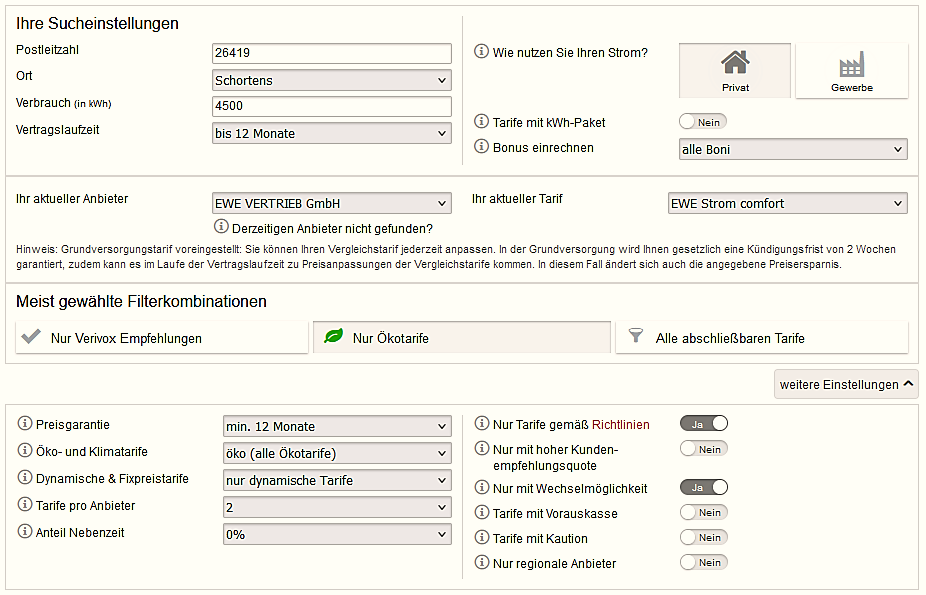 Ihre Sucheinstellungen
Postleitzahl
26419
Ort
Schortens
Verbrauch (in kWh)
4500
Vertragslaufzeit
bis 12 Monate
Wie nutzen Sie Ihren Strom?
Privat
Gewerbe
Tarife mit kWh-Paket
Nein
Bonus einrechnen
alle Boni
Ihr aktueller Anbieter
EWE VERTRIEB GmbH
Derzeitigen Anbieter nicht gefunden?
Ihr aktueller Tarif
EWE Strom comfort
Hinweis: Grundversorgungstarif voreingestellt: Sie können Ihren Vergleichstarif jederzeit anpassen. In der Grundversorgung wird Ihnen gesetzlich eine Kündigungsfrist von 2 Wochen
garantiert, zudem kann es im Laufe der Vertragslaufzeit zu Preisanpassungen der Vergleichstarife kommen. In diesem Fall ändert sich auch die angegebene Preisersparnis.
Meist gewählte Filterkombinationen
Nur Verivox Empfehlungen
Nur Ökotarife
Alle abschließbaren Tarife
weitere Einstellungen
Preisgarantie
min. 12 Monate
Öko- und Klimatarife
öko (alle Ökotarife)
Dynamische & Fixpreistarife
nur dynamische Tarife
Tarife pro Anbieter
2
Anteil Nebenzeit
0%
Nur Tarife gemäß Richtlinien
Ja
Nur mit hoher Kunden-
empfehlungsquote
Nein
Nur mit Wechselmöglichkeit
Ja
Tarife mit Vorauskasse
Nein
Tarife mit Kaution
Nein
Nur regionale Anbieter
Nein